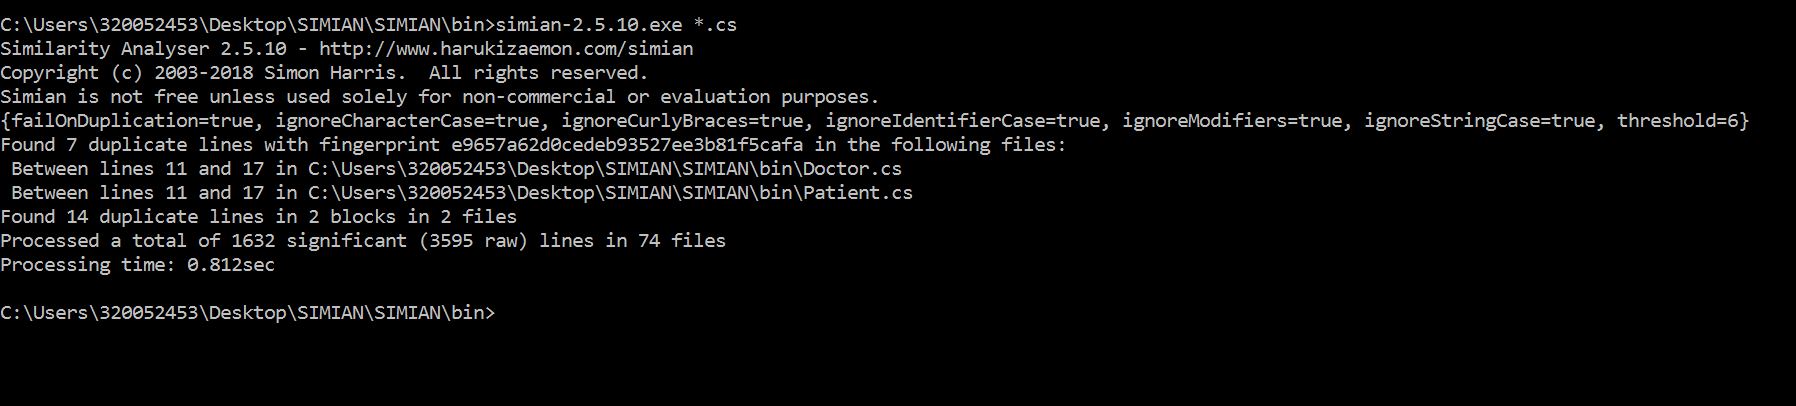 C:\Users\320052453\Desktop\SIMIAN\SIMIAN\bin>simian-2.5.10.exe *.cs
Similarity Analyser 2.5.10 - http://www.harukizaemon.com/simian
Copyright (c) 2003-2018 Simon Harris.  All rights reserved.
Simian is not free unless used solely for non-commercial or evaluation purposes.
{failOnDuplication=true, ignoreCharacterCase=true, ignoreCurlyBraces=true, ignoreIdentifierCase=true, ignoreModifiers=true, ignoreStringCase=true, threshold=6}
Found 7 duplicate lines with fingerprint e9657a62d0cedeb93527ee3b81f5cafa in the following files:
 Between lines 11 and 17 in C:\Users\320052453\Desktop\SIMIAN\SIMIAN\bin\Doctor.cs
 Between lines 11 and 17 in C:\Users\320052453\Desktop\SIMIAN\SIMIAN\bin\Patient.cs
Found 14 duplicate lines in 2 blocks in 2 files
Processed a total of 1632 significant (3595 raw) lines in 74 files
Processing time: 0.812sec
C:\Users\320052453\Desktop\SIMIAN\SIMIAN\bin>